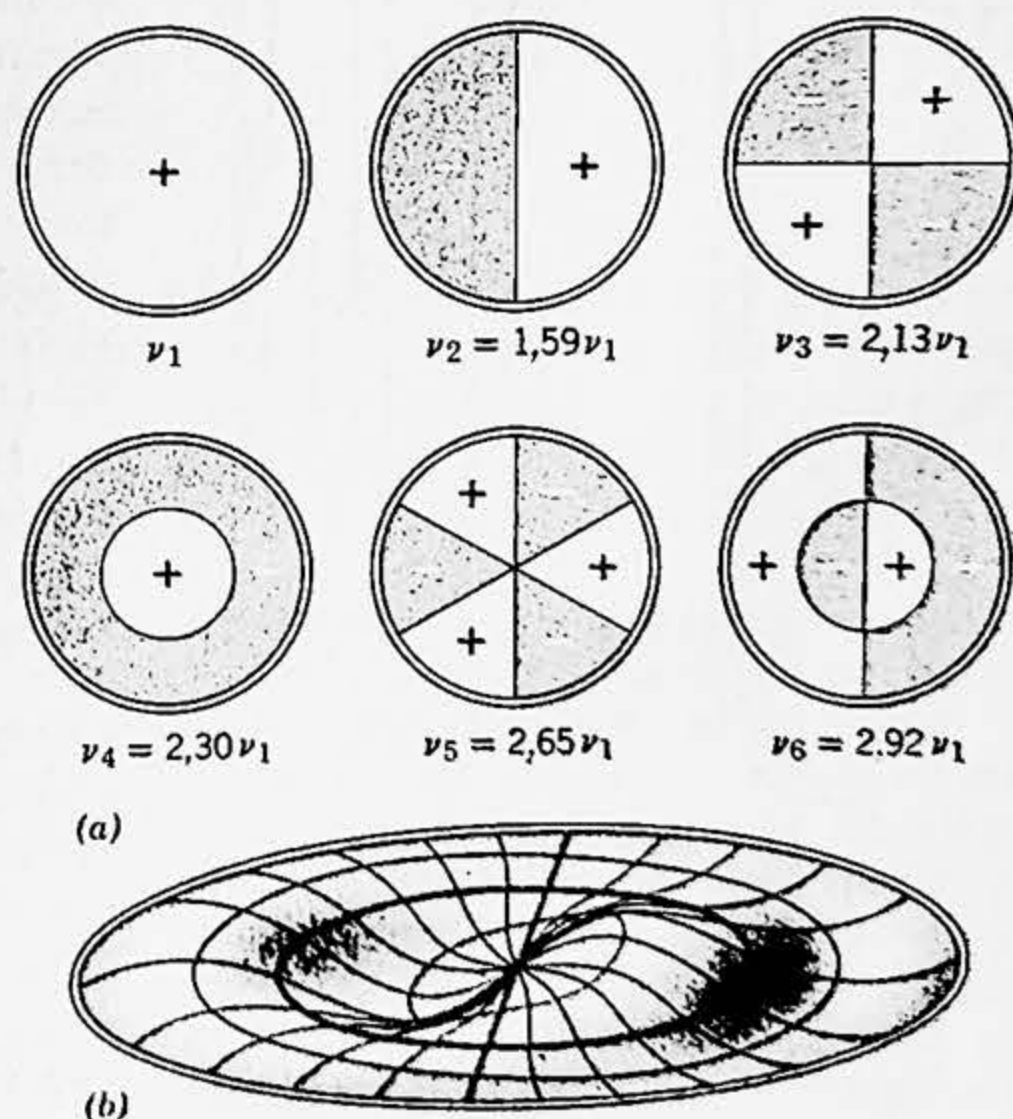 + + + +
ν₁ ν₂ = 1,59ν₁ ν₃ = 2,13ν₁
+ + + + + +
ν₄ = 2,30ν₁ ν₅ = 2,65ν₁ ν₆ = 2.92ν₁
(a)
(b)